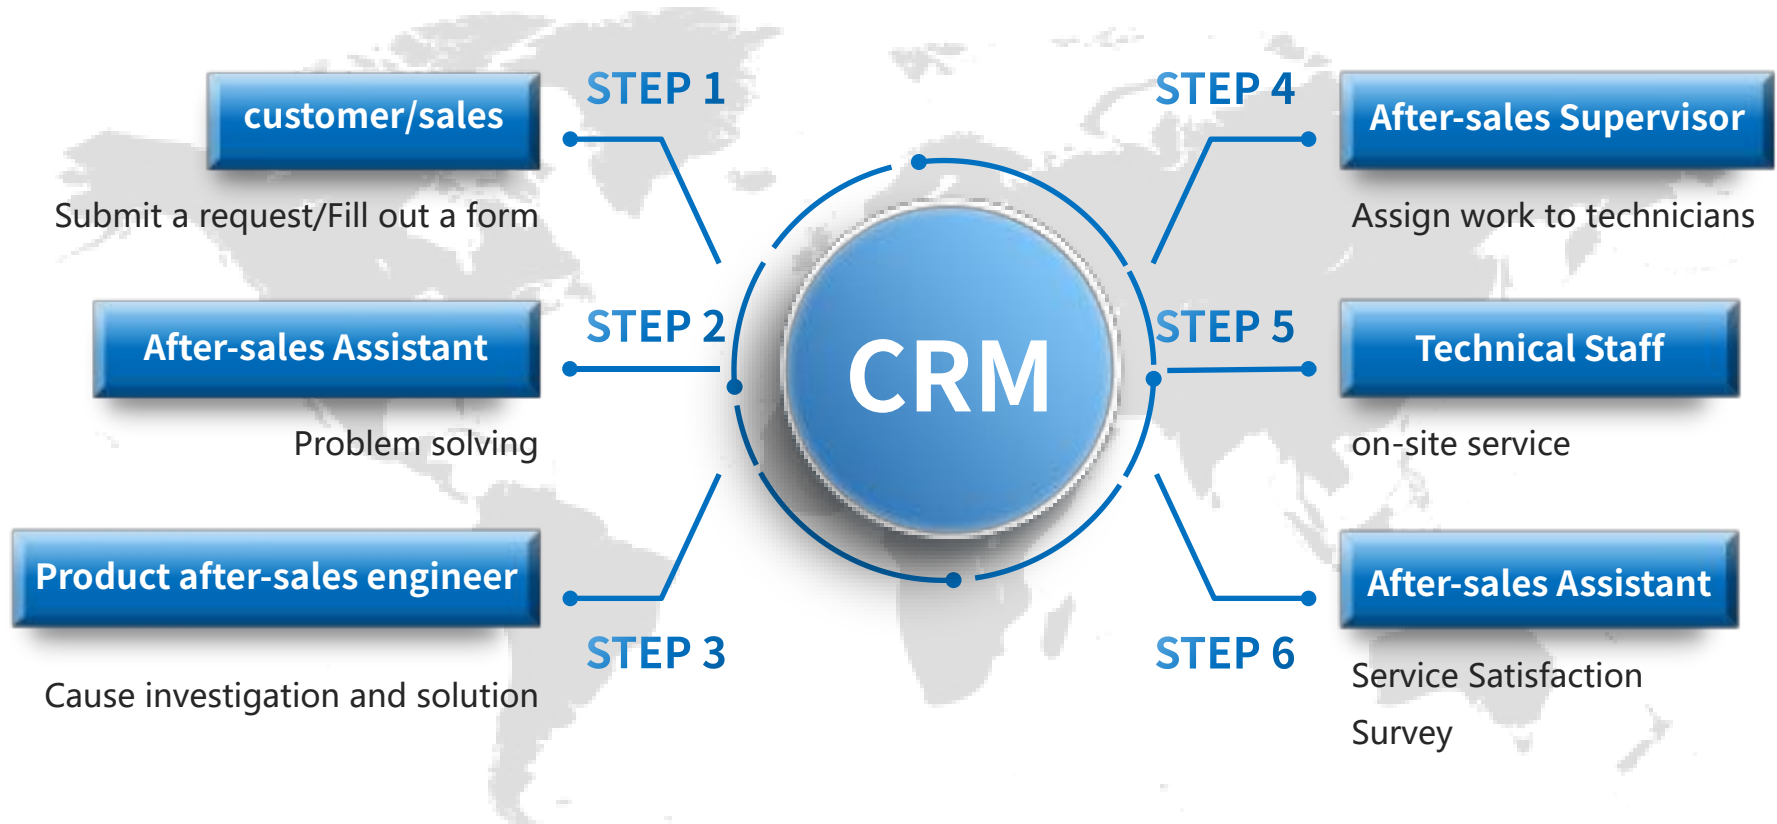 STEP 1
customer/sales
Submit a request/Fill out a form
STEP 2
After-sales Assistant
Problem solving
Product after-sales engineer
STEP 3
Cause investigation and solution
CRM
STEP 4
After-sales Supervisor
Assign work to technicians
STEP 5
Technical Staff
on-site service
After-sales Assistant
STEP 6
Service Satisfaction
Survey